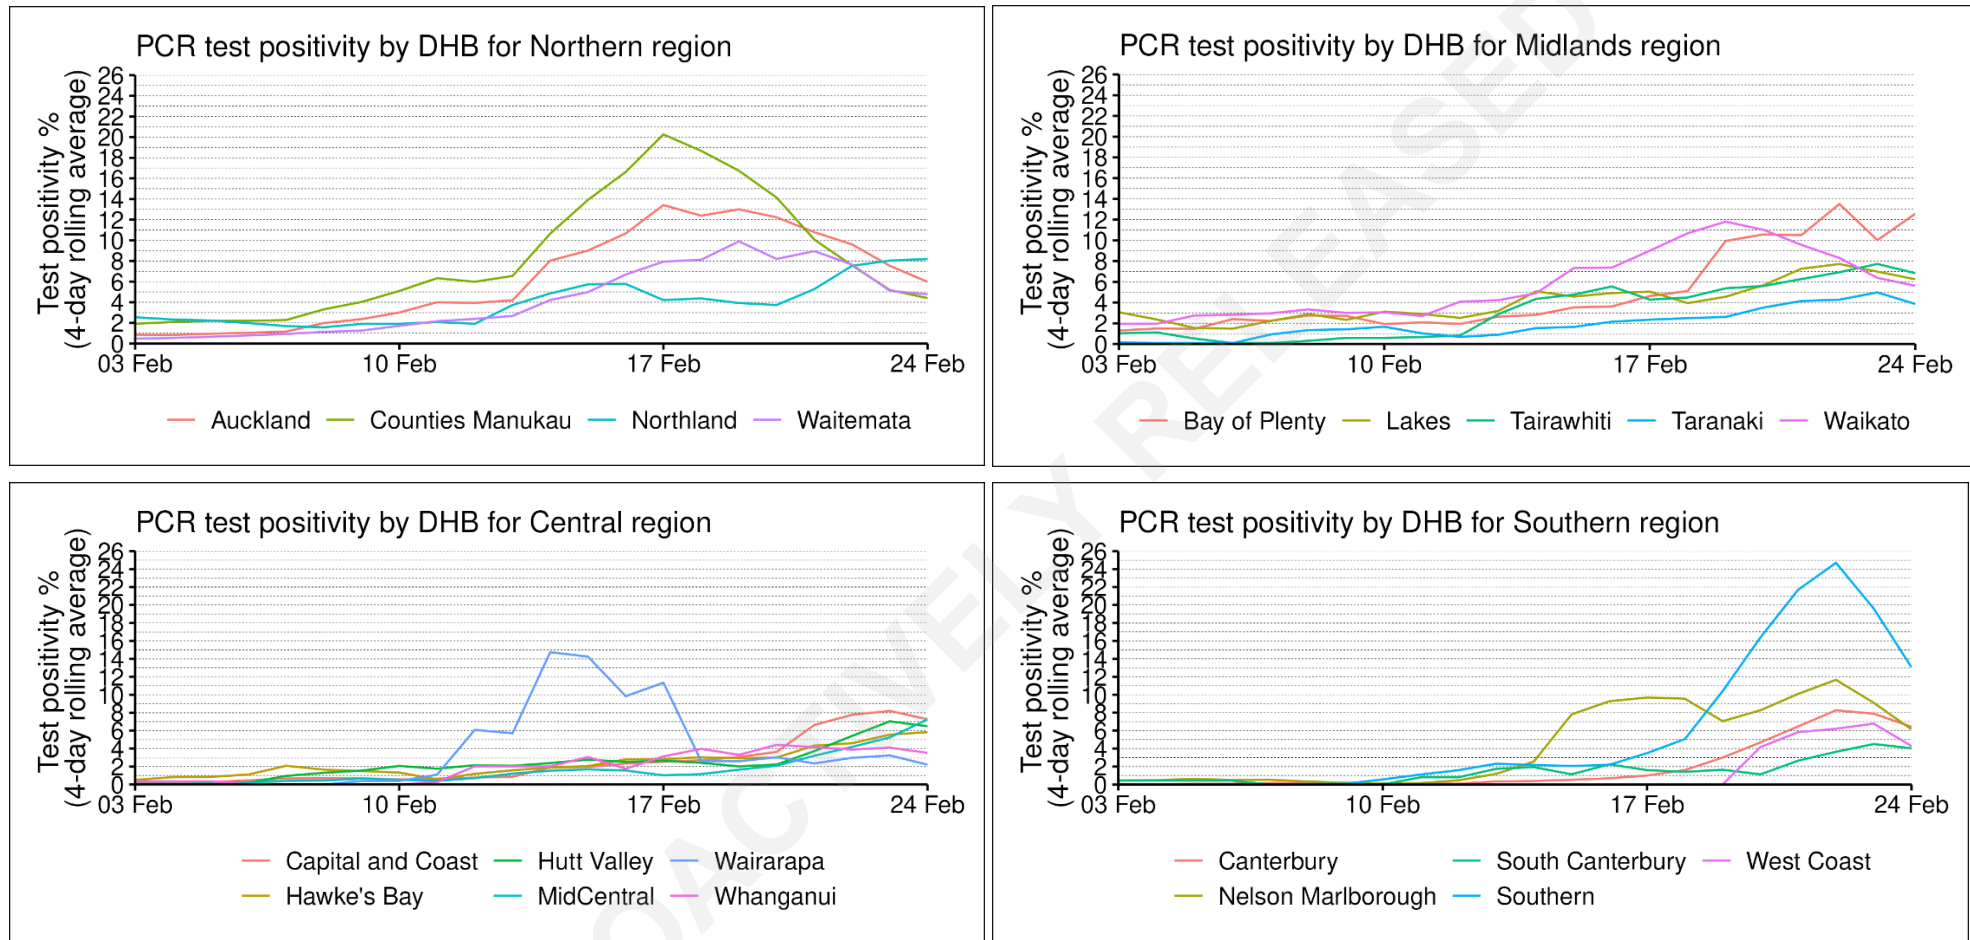 PCR test positivity by DHB for Northern region
Test positivity %
(4-day rolling average)
26
24
22
20
18
16
14
12
10
8
6
4
2
0
03 Feb 10 Feb 17 Feb 24 Feb
Auckland Counties Manukau Northland Waitemata
PCR test positivity by DHB for Midlands region
Test positivity %
(4-day rolling average)
26
24
22
20
18
16
14
12
10
8
6
4
2
0
03 Feb 10 Feb 17 Feb 24 Feb
Bay of Plenty Lakes Tairawhiti Taranaki Waikato
PCR test positivity by DHB for Central region
Test positivity %
(4-day rolling average)
26
24
22
20
18
16
14
12
10
8
6
4
2
0
03 Feb 10 Feb 17 Feb 24 Feb
Capital and Coast Hutt Valley Wairarapa
Hawke's Bay MidCentral Whanganui
PCR test positivity by DHB for Southern region
Test positivity %
(4-day rolling average)
26
24
22
20
18
16
14
12
10
8
6
4
2
0
03 Feb 10 Feb 17 Feb 24 Feb
Canterbury South Canterbury West Coast
Nelson Marlborough Southern
OACTIVELY RELEASED